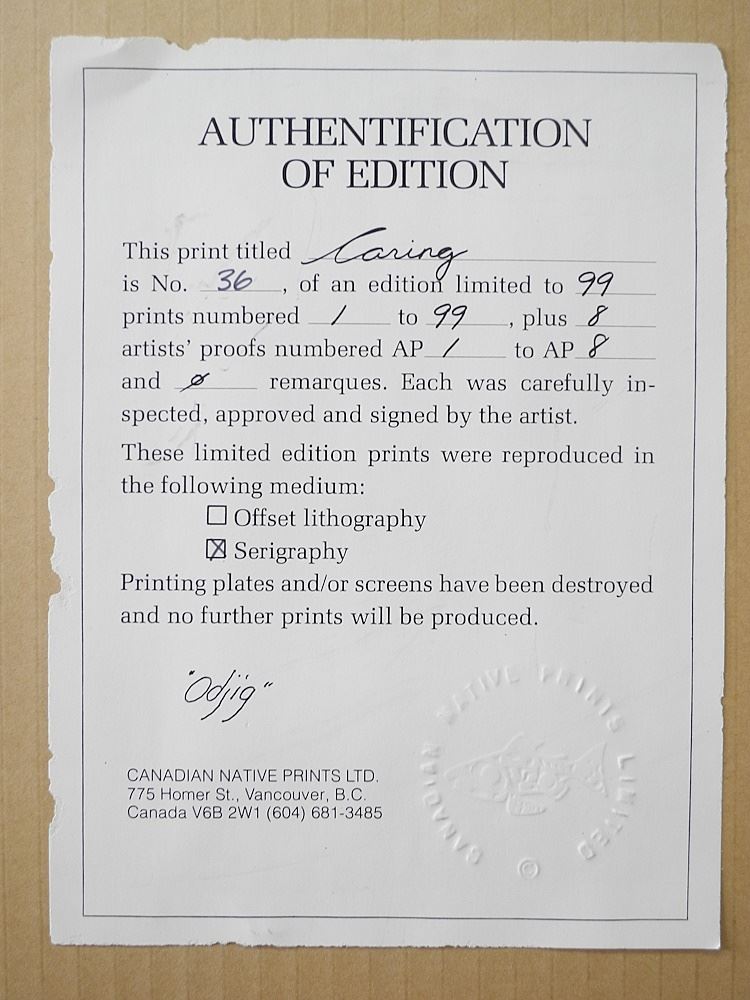 AUTHENTIFICATION
OF EDITION
This print titled Caring
is No. 36, of an edition limited to 99
prints numbered 1 to 99, plus 8
artists' proofs numbered AP 1 to AP 8
and ø remarques. Each was carefully in-
spected, approved and signed by the artist.
These limited edition prints were reproduced in
the following medium:
☐ Offset lithography
☒ Serigraphy
Printing plates and/or screens have been destroyed
and no further prints will be produced.
"Odjig"
CANADIAN NATIVE PRINTS LTD.
775 Homer St., Vancouver, B.C.
Canada V6B 2W1 (604) 681-3485
CANADIAN NATIVE PRINTS LIMITED
©